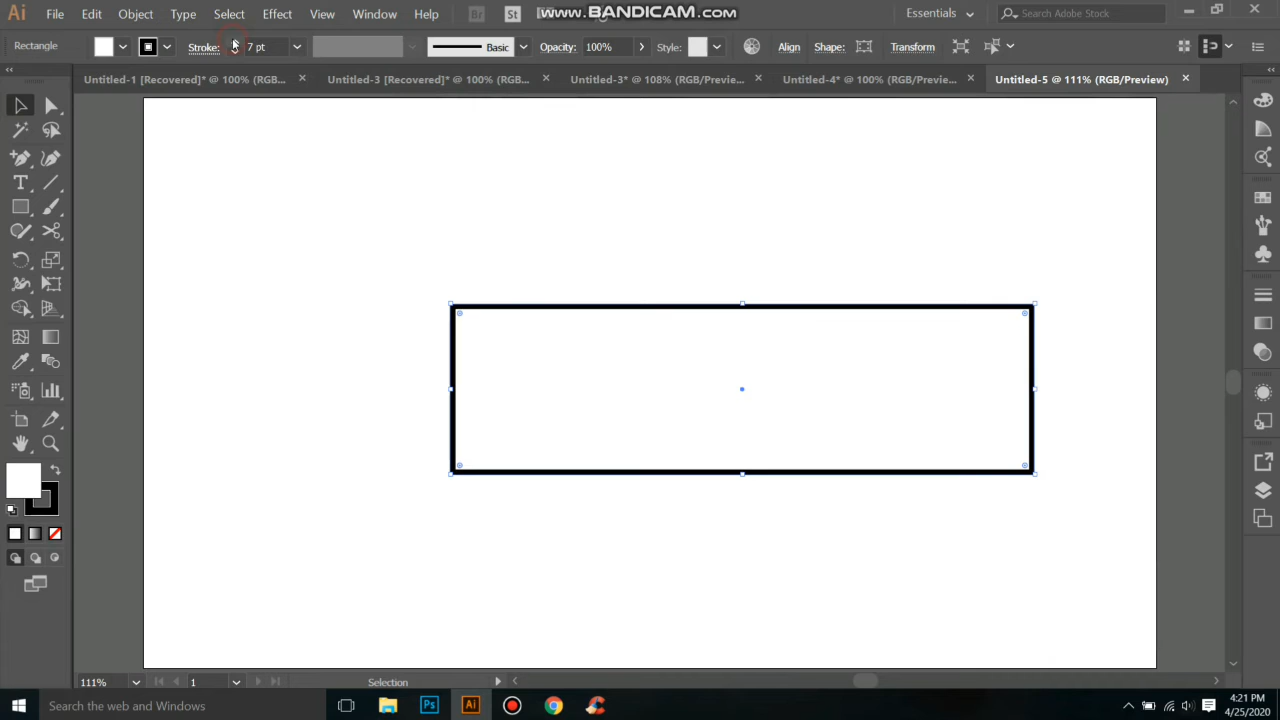 Ai File Edit Object Type Select Effect View Window Help Br St www.BANDICAM.com Essentials Search Adobe Stock
Rectangle Stroke: 7 pt Basic Opacity: 100% Style: Align Shape: Transform
Untitled-1 [Recovered]* @ 100% (RGB... Untitled-3 [Recovered]* @ 100% (RGB... Untitled-3* @ 108% (RGB/Preview... Untitled-4* @ 100% (RGB/Preview... Untitled-5 @ 111% (RGB/Preview)
111% 1 Selection
Search the web and Windows Ps Ai 4:21 PM
4/25/2020